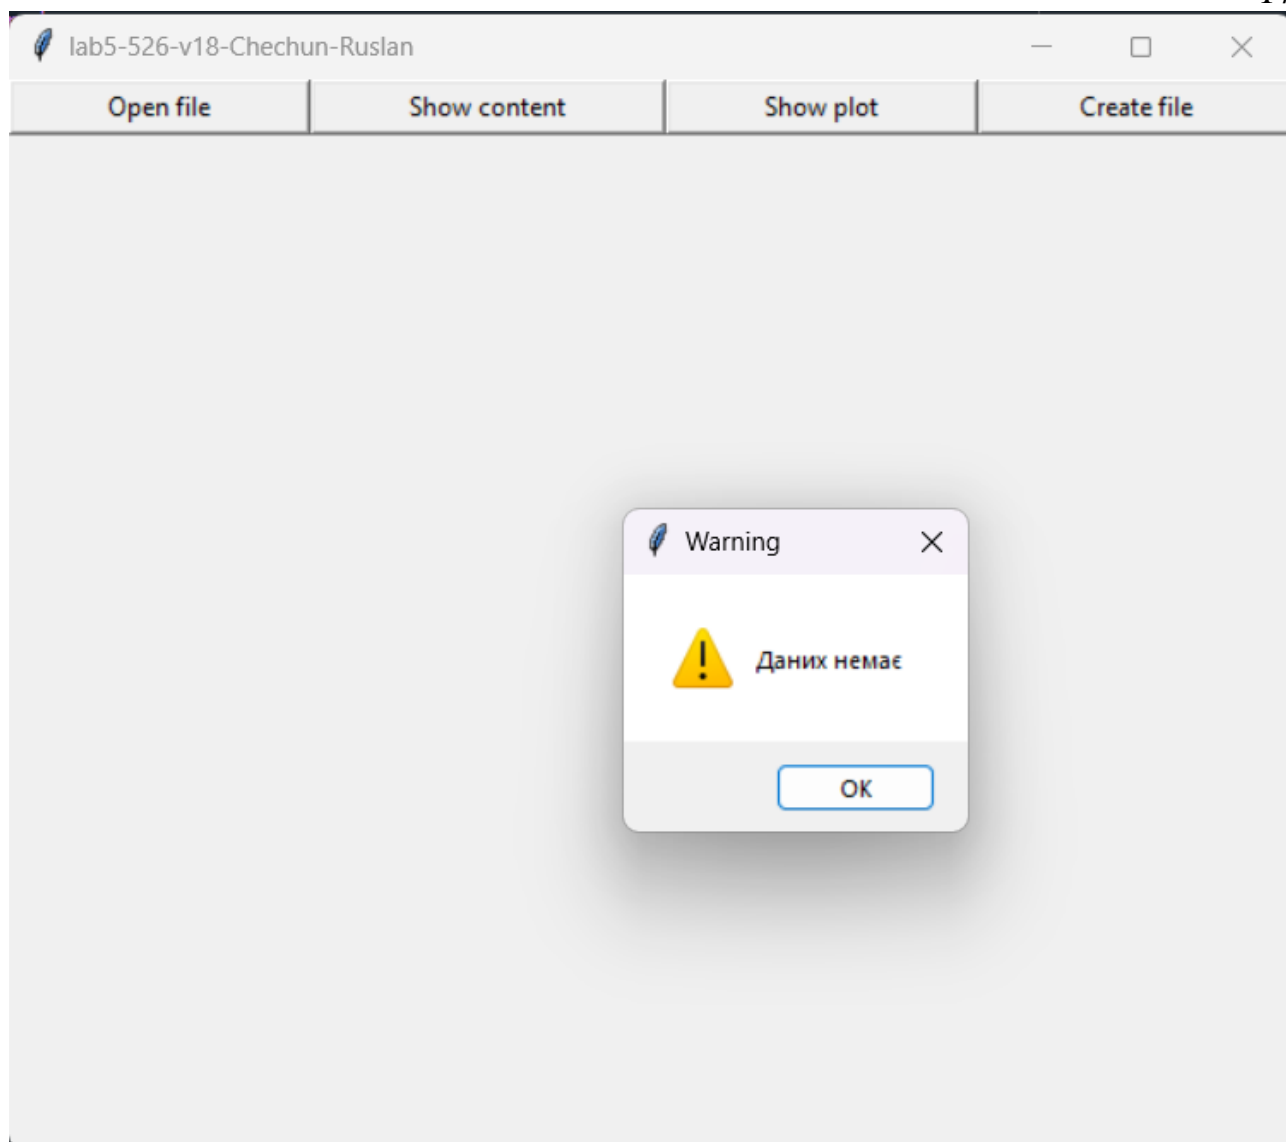 lab5-526-v18-Chechun-Ruslan
Open file Show content Show plot Create file
Warning
Даних немає
OK